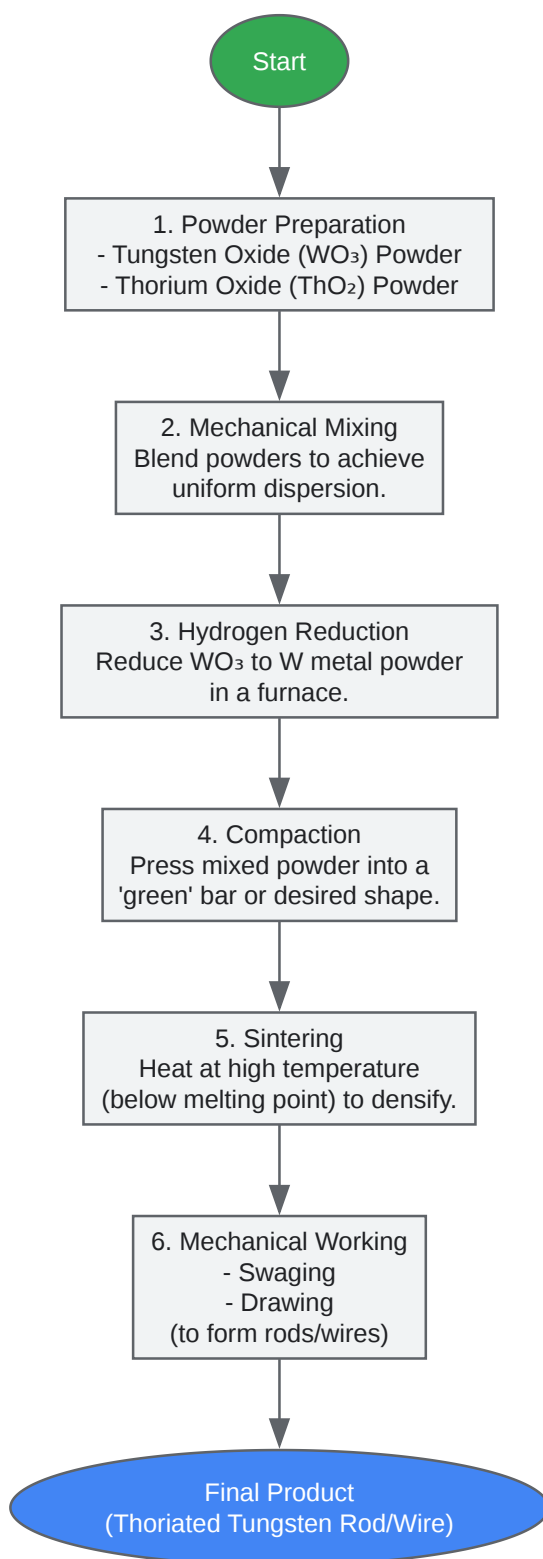 Start
1. Powder Preparation
- Tungsten Oxide (WO₃) Powder
- Thorium Oxide (ThO₂) Powder
2. Mechanical Mixing
Blend powders to achieve
uniform dispersion.
3. Hydrogen Reduction
Reduce WO₃ to W metal powder
in a furnace.
4. Compaction
Press mixed powder into a
'green' bar or desired shape.
5. Sintering
Heat at high temperature
(below melting point) to densify.
6. Mechanical Working
- Swaging
- Drawing
(to form rods/wires)
Final Product
(Thoriated Tungsten Rod/Wire)